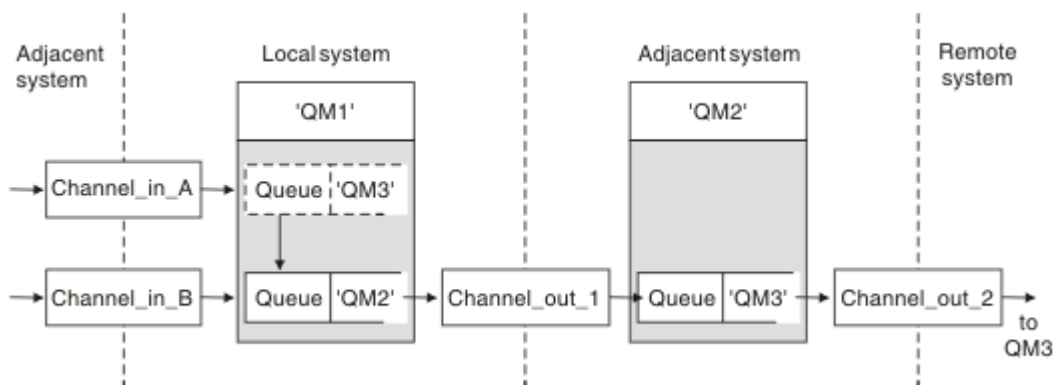 Adjacent
system
Local system
Adjacent system
Remote
system
'QM1'
'QM2'
Channel_in_A
Queue 'QM3'
Channel_in_B
Queue 'QM2'
Channel_out_1
Queue 'QM3'
Channel_out_2
to
QM3